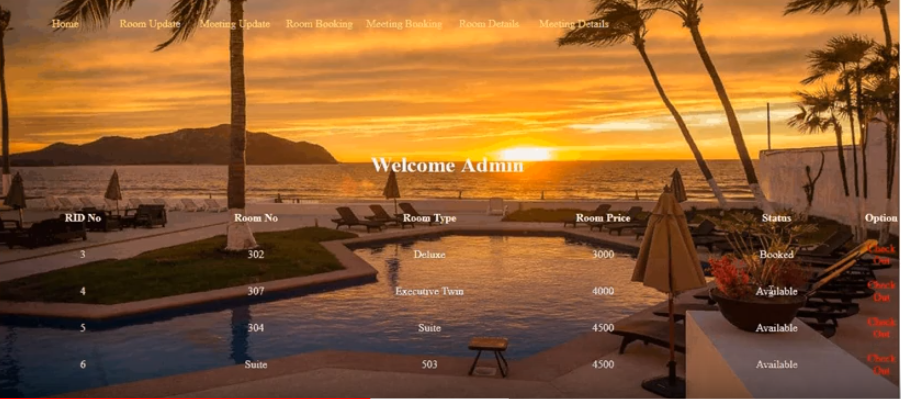 Home Room Update Meeting Update Room Booking Meeting Booking Room Details Meeting Details
Welcome Admin
RID No Room No Room Type Room Price Status Option
3 302 Deluxe 3000 Booked Check Out
4 307 Executive Twin 4000 Available Check Out
5 304 Suite 4500 Available Check Out
6 Suite 503 4500 Available Check Out